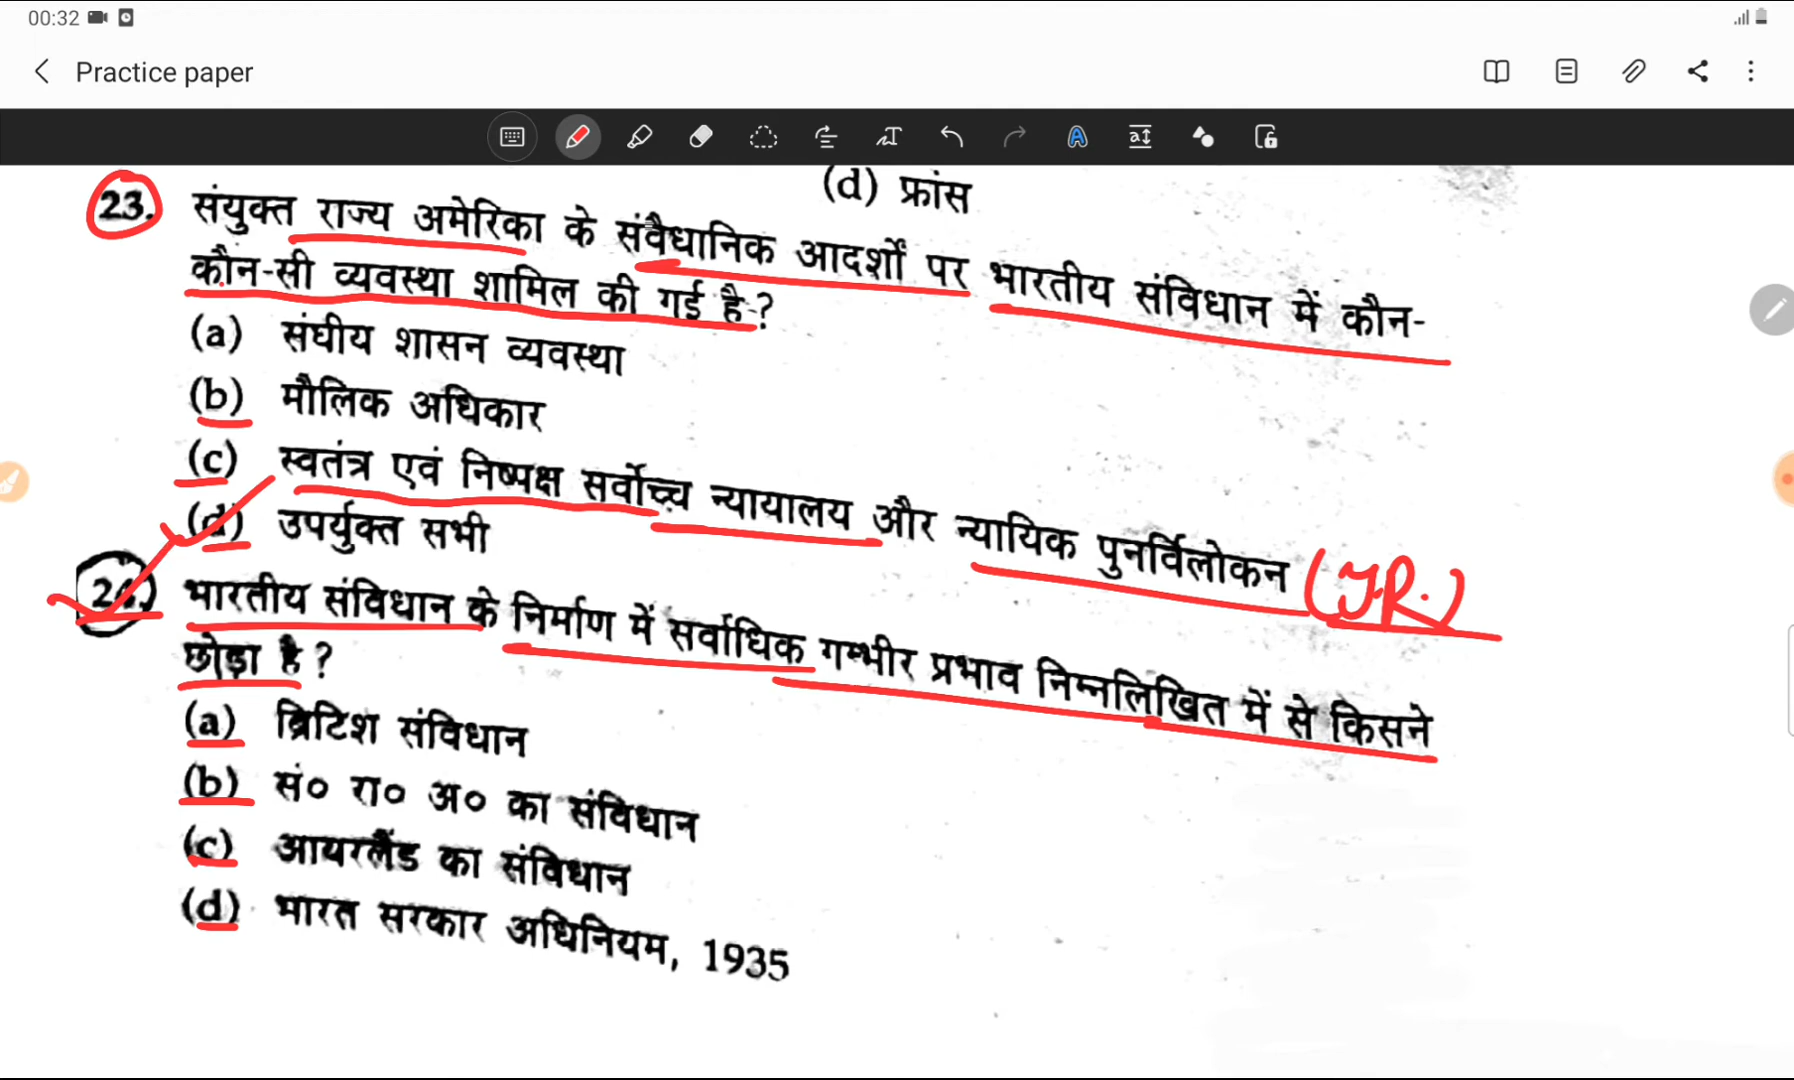 00:32
Practice paper
(d) फ्रांस
23. संयुक्त राज्य अमेरिका के संवैधानिक आदर्शों पर भारतीय संविधान में कौन-
कौन-सी व्यवस्था शामिल की गई है?
(a) संघीय शासन व्यवस्था
(b) मौलिक अधिकार
(c) स्वतंत्र एवं निष्पक्ष सर्वोच्च न्यायालय और न्यायिक पुनर्विलोकन (J.R.)
(d) उपर्युक्त सभी
24. भारतीय संविधान के निर्माण में सर्वाधिक गम्भीर प्रभाव निम्नलिखित में से किसने
छोड़ा है?
(a) ब्रिटिश संविधान
(b) सं० रा० अ० का संविधान
(c) आयरलैंड का संविधान
(d) भारत सरकार अधिनियम, 1935